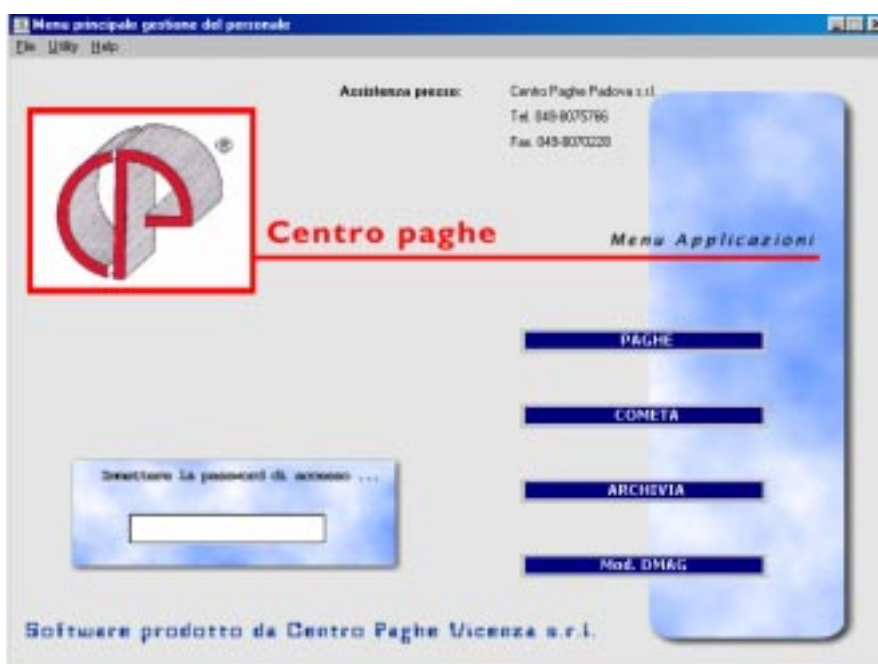 Menu principale gestione del personale
File Utility Help
Assistenza presso: Centro Paghe Padova s.r.l.
Tel. 049-8075766
Fax. 049-8070228
®
Centro paghe
Menu Applicazioni
PAGHE
COMETA
Immettere la password di accesso ...
ARCHIVIA
Mod. DMAG
Software prodotto da Centro Paghe Vicenza s.r.l.